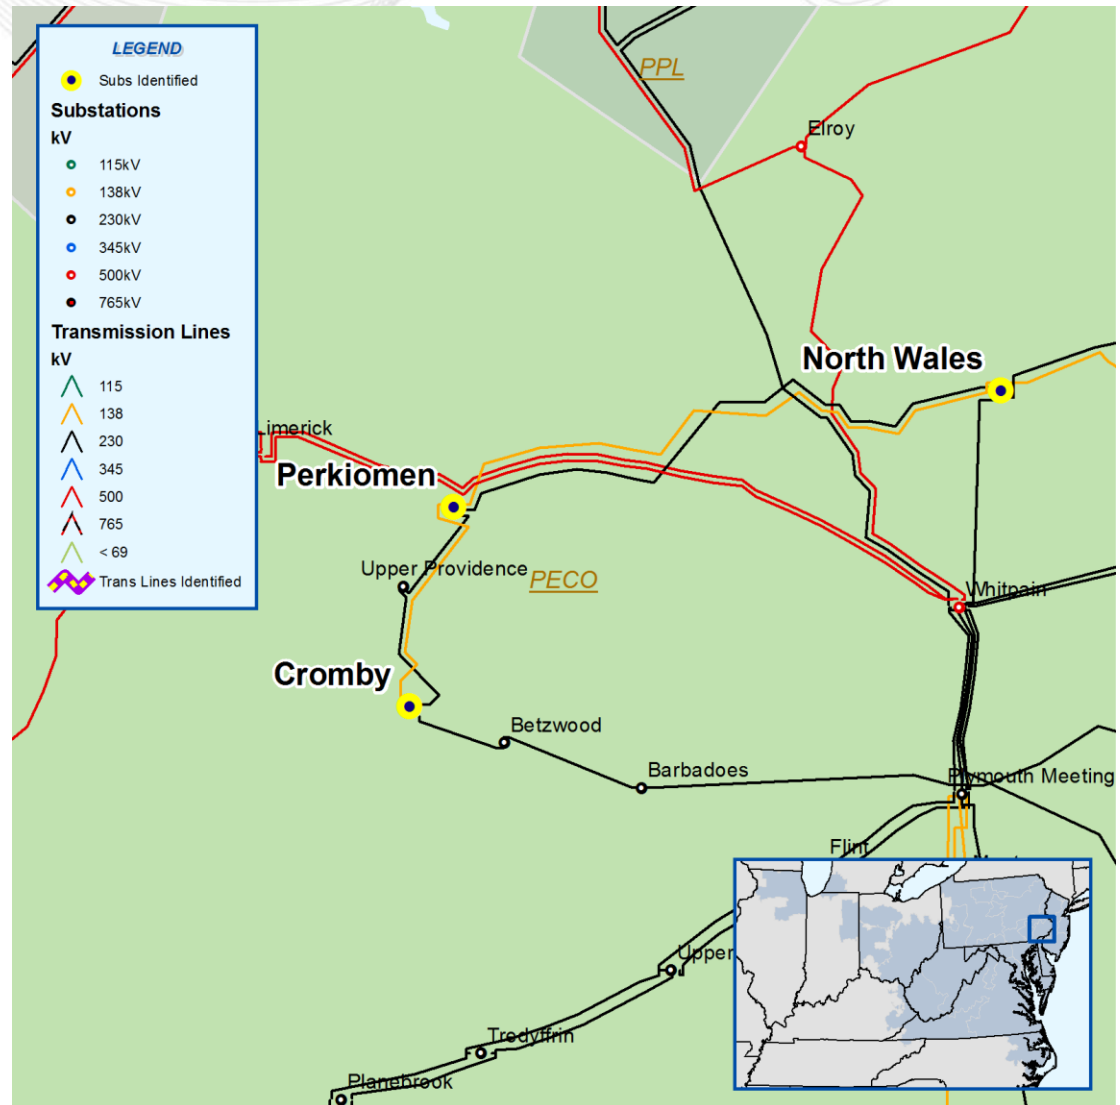 LEGEND
Subs Identified
Substations
kV
115kV
138kV
230kV
345kV
500kV
765kV
Transmission Lines
kV
115
138
230
345
500
765
< 69
Trans Lines Identified
PPL
Elroy
North Wales
Limerick
Perkiomen
Upper Providence
PECO
Whitpain
Cromby
Betzwood
Barbadoes
Plymouth Meeting
Flint
Upper
Tredyffrin
Planebrook